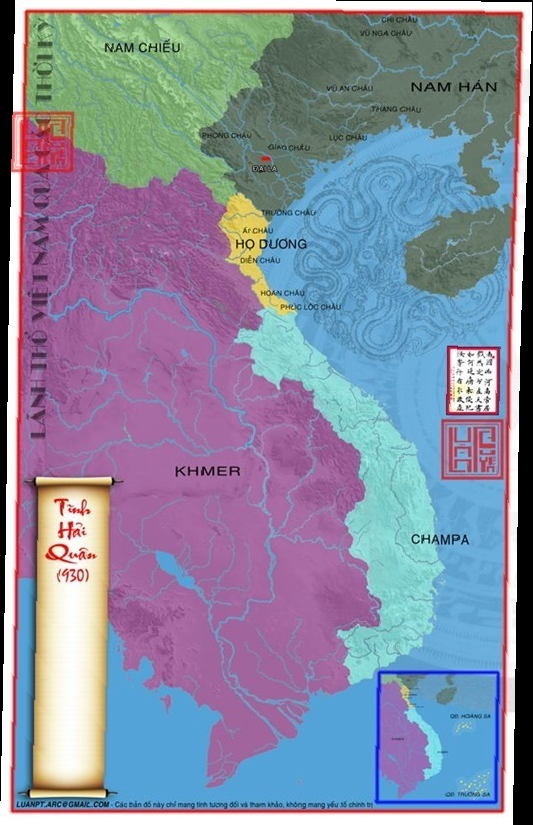 CHI CHÂU
VŨ NGA CHÂU
NAM CHIẾU
NAM HÁN
VŨ AN CHÂU
THANG CHÂU
PHONG CHÂU
LỤC CHÂU
GIAO CHÂU
ĐẠI LA
TRƯỜNG CHÂU
ÁI CHÂU
HỌ DƯƠNG
DIỄN CHÂU
HOAN CHÂU
PHÚC LỘC CHÂU
LÃNH THỔ VIỆT NAM QUA THỜI KỲ
KHMER
CHAMPA
Tĩnh
Hải
Quân
(930)
QĐ. HOÀNG SA
QĐ. TRƯỜNG SA
LUANPT.ARC@GMAIL.COM - Các bản đồ này chỉ mang tính tương đối và tham khảo, không mang yếu tố chính trị